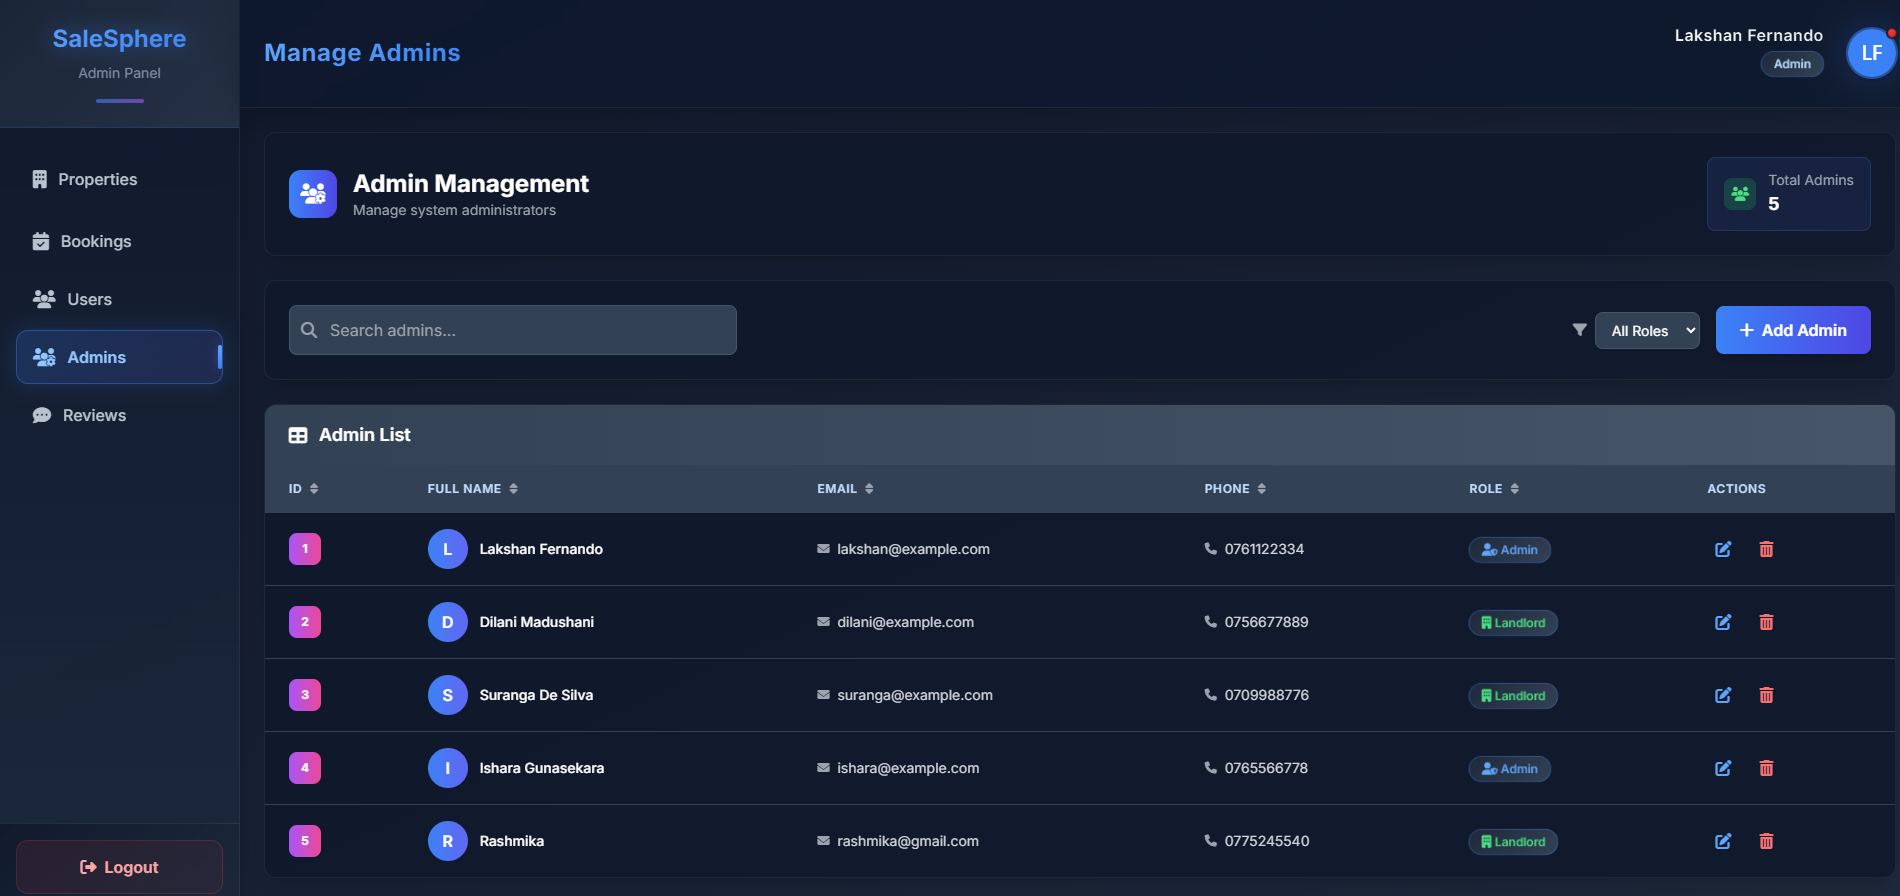 SaleSphere
Admin Panel
Properties
Bookings
Users
Admins
Reviews
Logout
Manage Admins
Lakshan Fernando
Admin
LF
Admin Management
Manage system administrators
Total Admins
5
Search admins...
All Roles
+ Add Admin
Admin List
ID FULL NAME EMAIL PHONE ROLE ACTIONS
1 L Lakshan Fernando lakshan@example.com 0761122334 Admin
2 D Dilani Madushani dilani@example.com 0756677889 Landlord
3 S Suranga De Silva suranga@example.com 0709988776 Landlord
4 I Ishara Gunasekara ishara@example.com 0765566778 Admin
5 R Rashmika rashmika@gmail.com 0775245540 Landlord